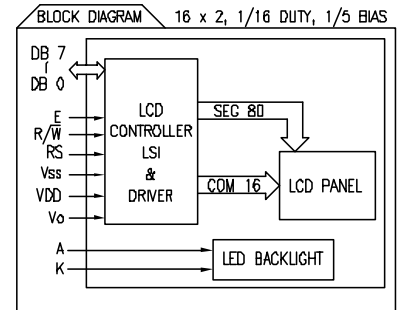 BLOCK DIAGRAM 16 x 2, 1/16 DUTY, 1/5 BIAS
DB 7
DB 0
E
R/W̅
RS
Vss
VDD
Vo
A
K
LCD
CONTROLLER
LSI
&
DRIVER
SEG 80
COM 16
LCD PANEL
LED BACKLIGHT